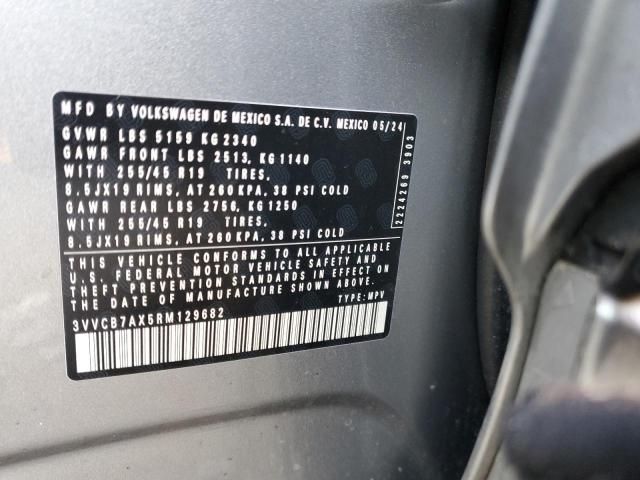 MFD BY VOLKSWAGEN DE MEXICO S.A. DE C.V. MEXICO 05/24
GVWR LBS 5159 KG 2340
GAWR FRONT LBS 2513, KG 1140
WITH 255/45 R19 TIRES,
8.5JX19 RIMS, AT 260 KPA, 38 PSI COLD
GAWR REAR LBS 2756, KG 1250
WITH 255/45 R19 TIRES.
8.5JX19 RIMS, AT 260 KPA, 38 PSI COLD
THIS VEHICLE CONFORMS TO ALL APPLICABLE
U.S. FEDERAL MOTOR VEHICLE SAFETY AND
THEFT PREVENTION STANDARDS IN EFFECT ON
THE DATE OF MANUFACTURE SHOWN ABOVE.
3VVCB7AX5RM129682 TYPE: MPV
2224269 3903